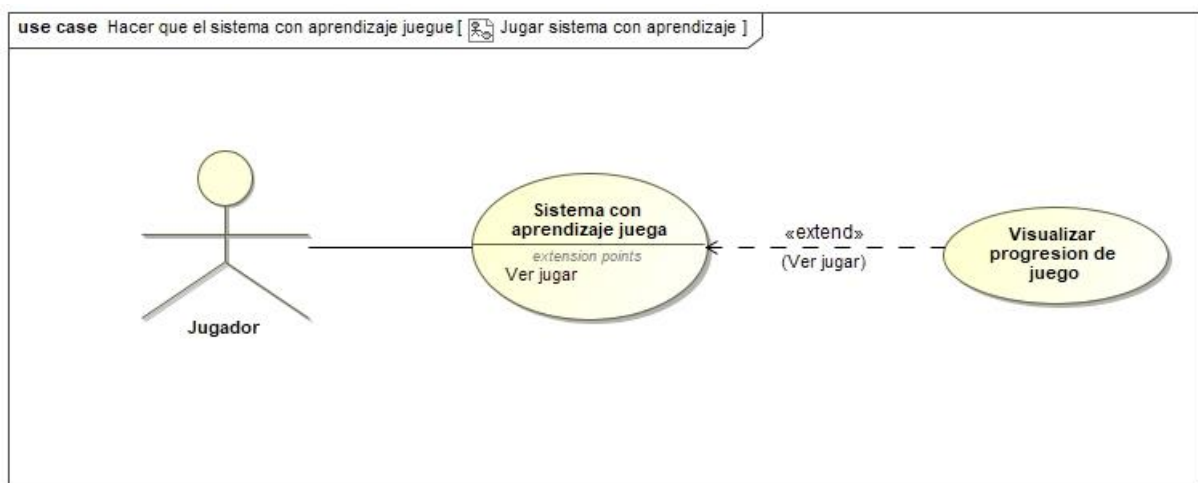 use case Hacer que el sistema con aprendizaje juegue [ Jugar sistema con aprendizaje ]
Jugador
Sistema con
aprendizaje juega
extension points
Ver jugar
«extend»
(Ver jugar)
Visualizar
progresion de
juego